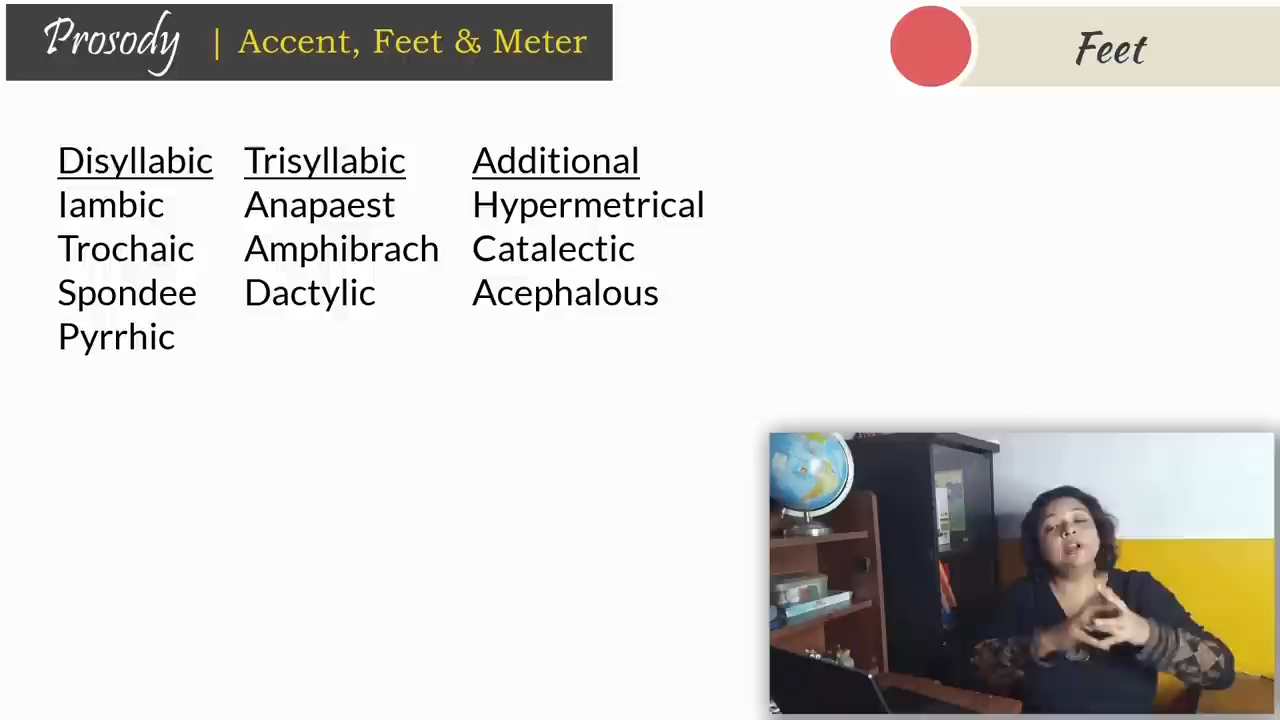 Prosody | Accent, Feet & Meter
Feet
Disyllabic
Iambic
Trochaic
Spondee
Pyrrhic
Trisyllabic
Anapaest
Amphibrach
Dactylic
Additional
Hypermetrical
Catalectic
Acephalous